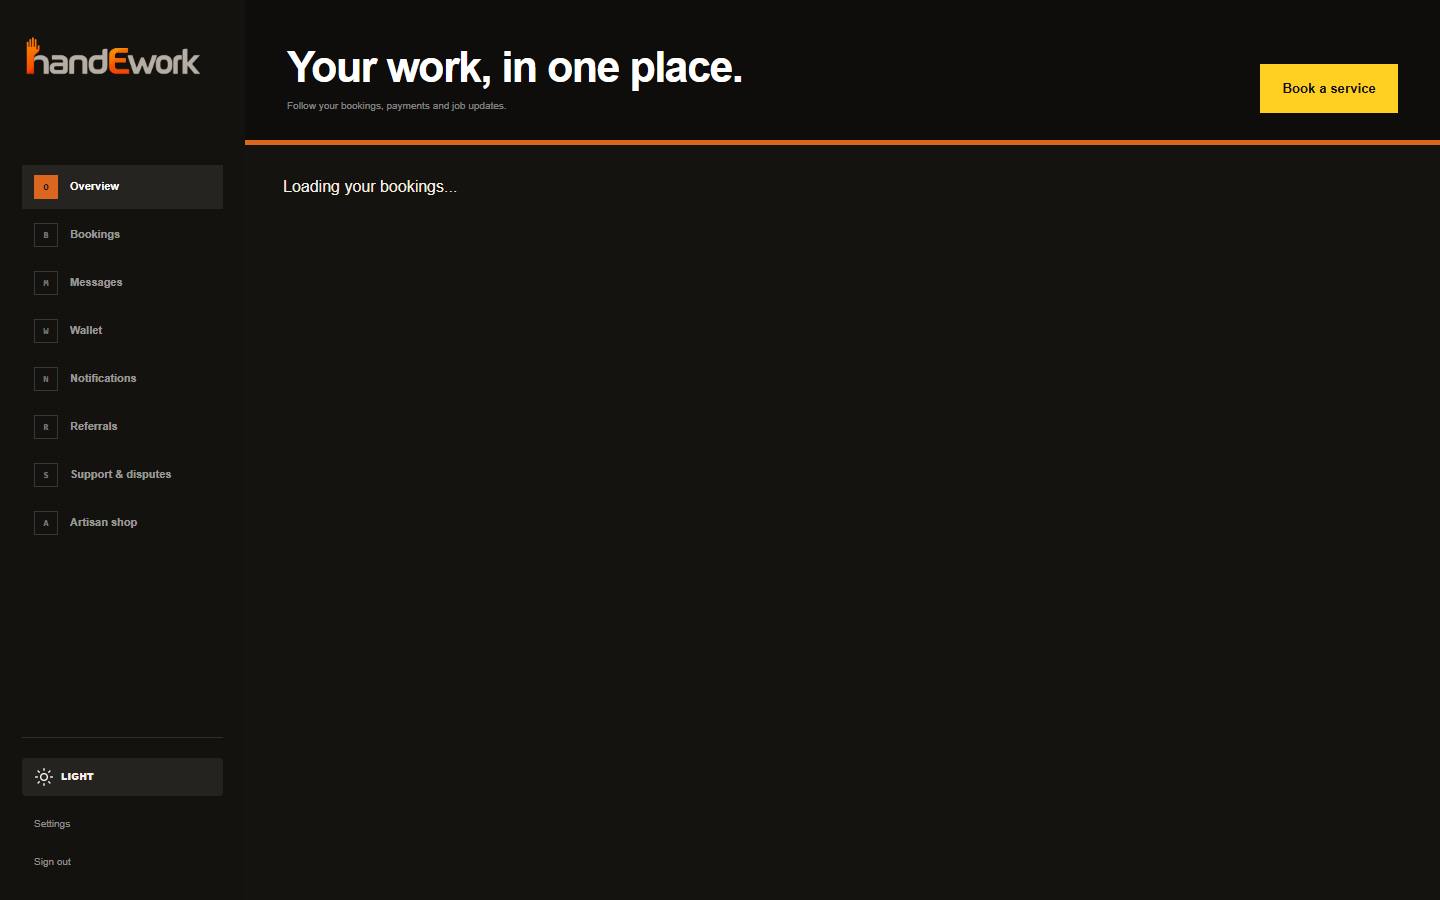 handEwork
Your work, in one place.
Follow your bookings, payments and job updates.
Book a service
O Overview
B Bookings
M Messages
W Wallet
N Notifications
R Referrals
S Support & disputes
A Artisan shop
Loading your bookings...
LIGHT
Settings
Sign out